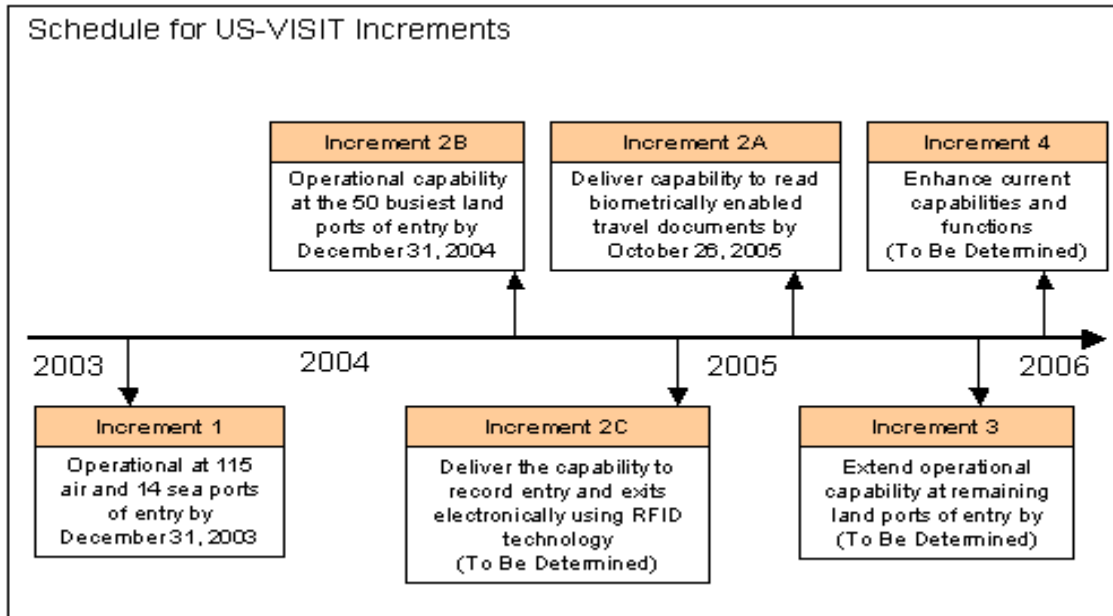 Schedule for US-VISIT Increments
Increment 2B
Operational capability
at the 50 busiest land
ports of entry by
December 31, 2004
Increment 2A
Deliver capability to read
biometrically enabled
travel documents by
October 26, 2005
Increment 4
Enhance current
capabilities and
functions
(To Be Determined)
2003
2004
2005
2006
Increment 1
Operational at 115
air and 14 sea ports
of entry by
December 31, 2003
Increment 2C
Deliver the capability to
record entry and exits
electronically using RFID
technology
(To Be Determined)
Increment 3
Extend operational
capability at remaining
land ports of entry by
(To Be Determined)